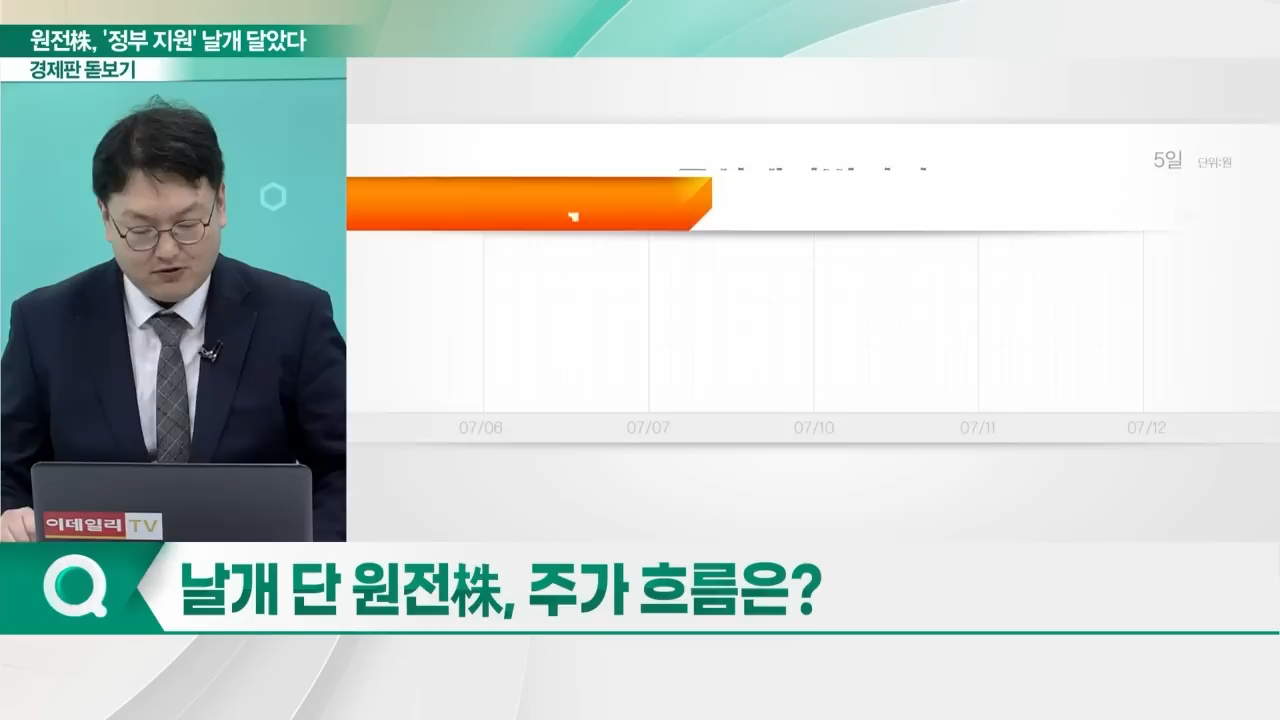 원전株, '정부 지원' 날개 달았다
경제판 돋보기
5일 단위:원
07/06 07/07 07/10 07/11 07/12
이데일리TV
날개 단 원전株, 주가 흐름은?